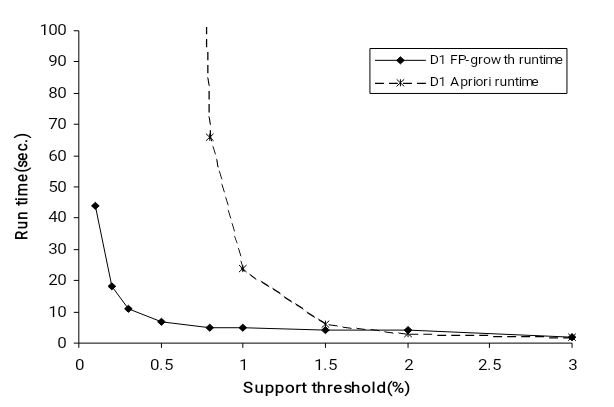 100
90
80
70
60
50
40
30
20
10
0
Run time(sec.)
D1 FP-growth runtime
D1 Apriori runtime
0 0.5 1 1.5 2 2.5 3
Support threshold(%)